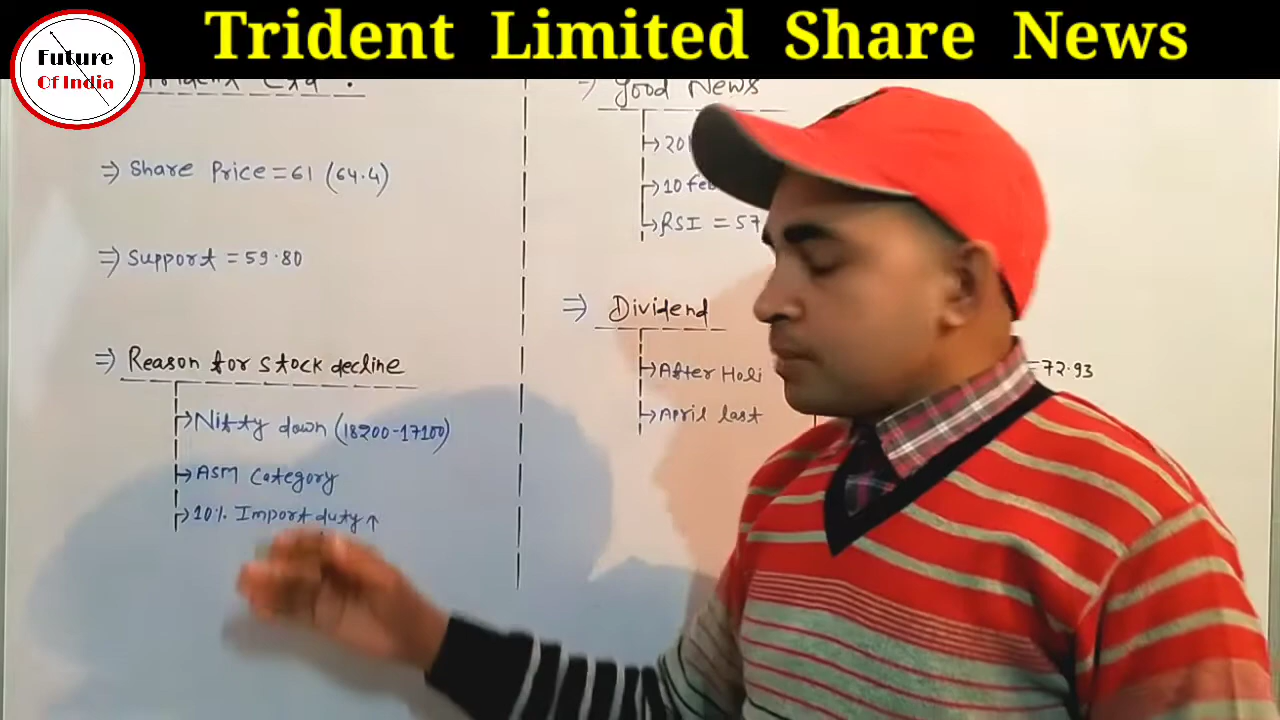 Trident Limited Share News
Future
Of India
Ltd.
⇒ Share Price = 61 (64.4)
⇒ Support = 59.80
⇒ Reason for stock decline
Nifty down (18200-17100)
ASM Category
10% Import duty ↑
⇒ Good News
10 Feb
RSI = 57
⇒ Dividend
After Holi
April last
= 72.93